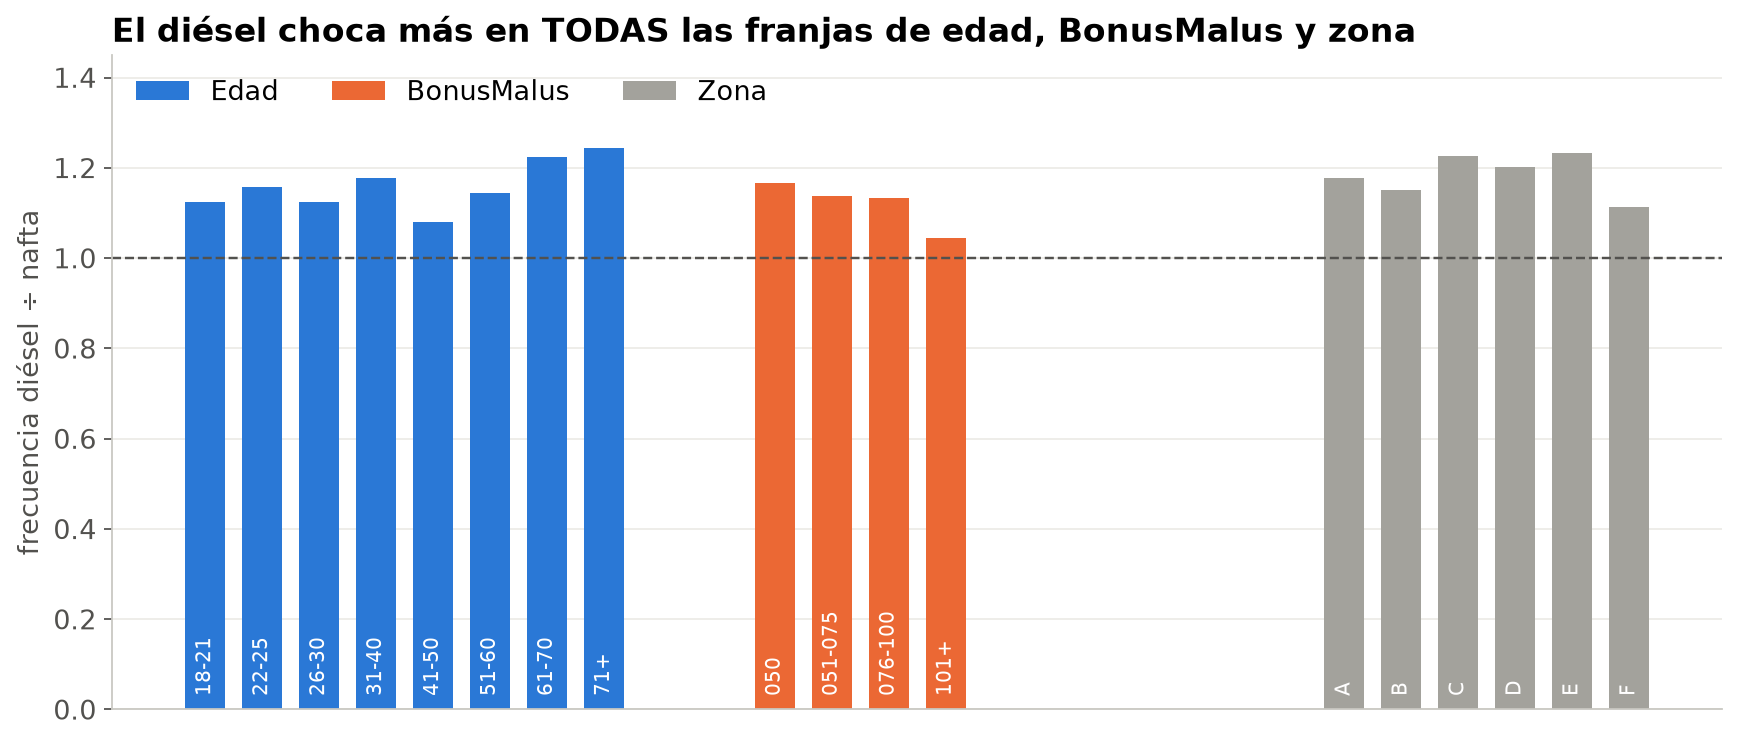 El diésel choca más en TODAS las franjas de edad, BonusMalus y zona
Edad
BonusMalus
Zona
frecuencia diésel ÷ nafta
1.4
1.2
1.0
0.8
0.6
0.4
0.2
0.0
18-21
22-25
26-30
31-40
41-50
51-60
61-70
71+
050
051-075
076-100
101+
A
B
C
D
E
F